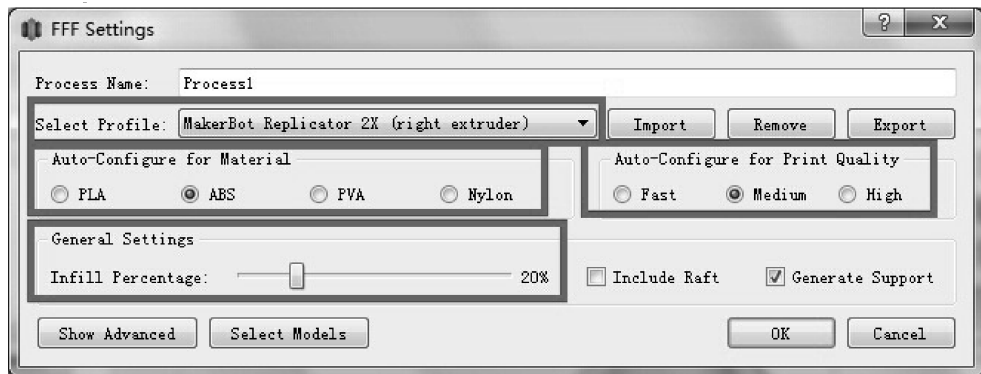 FFF Settings
Process Name: Process1
Select Profile: MakerBot Replicator 2X (right extruder) Import Remove Export
Auto-Configure for Material Auto-Configure for Print Quality
PLA ABS PVA Nylon Fast Medium High
General Settings
Infill Percentage: 20% Include Raft Generate Support
Show Advanced Select Models OK Cancel